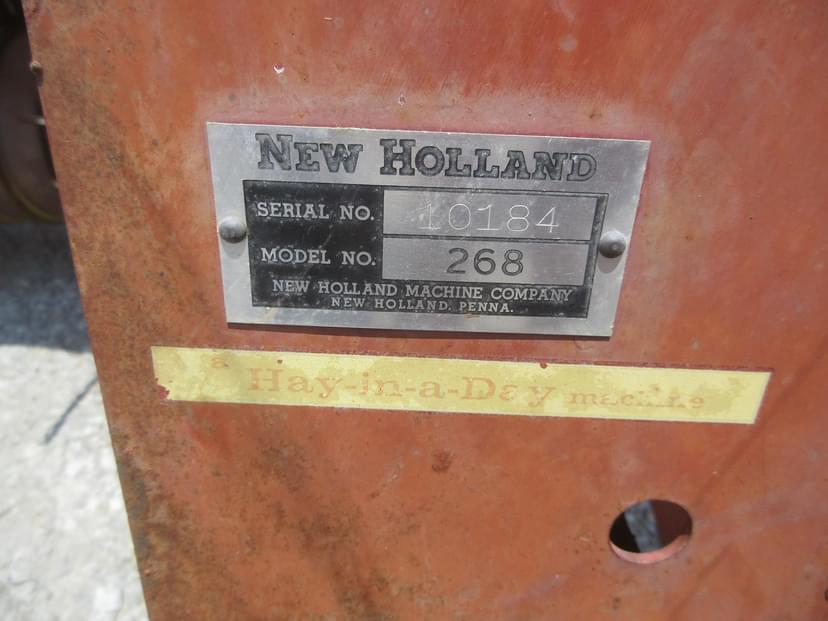 NEW HOLLAND
SERIAL NO. 10184
MODEL NO. 268
NEW HOLLAND MACHINE COMPANY
NEW HOLLAND, PENNA.
a Hay-in-a-Day machine